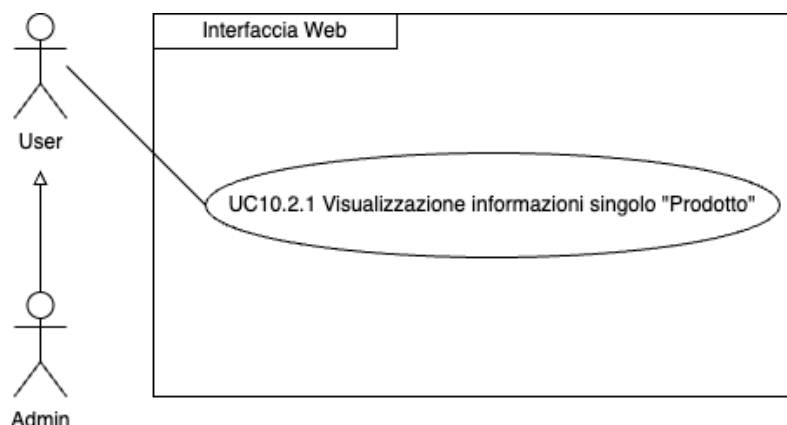 Interfaccia Web
User
UC10.2.1 Visualizzazione informazioni singolo "Prodotto"
Admin